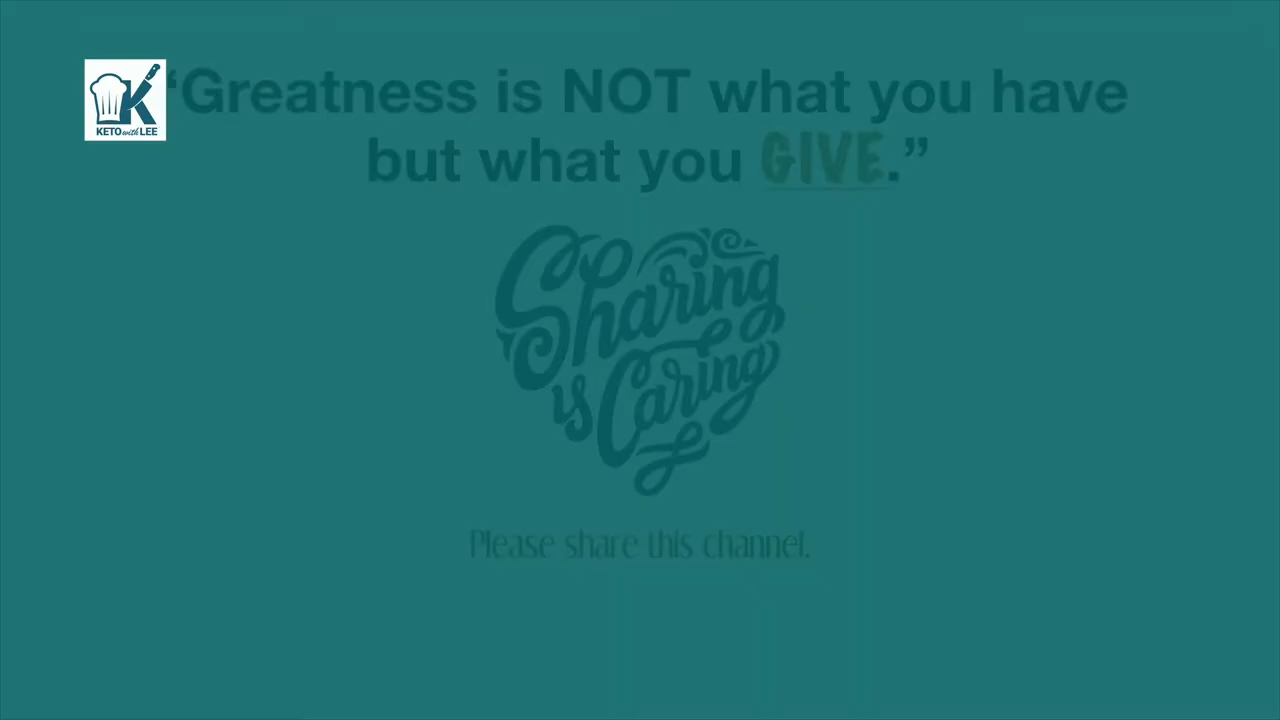 KETO with LEE
“Greatness is NOT what you have
but what you GIVE.”
Sharing
is Caring
Please share this channel.